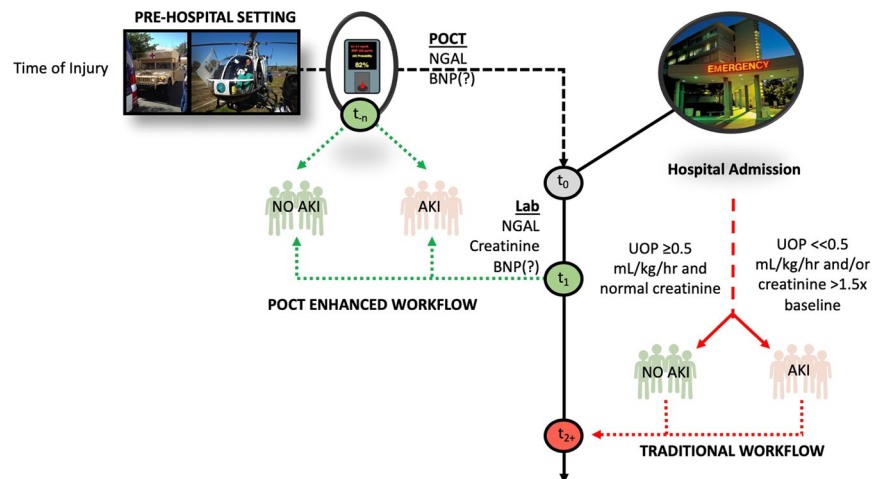 PRE-HOSPITAL SETTING
Time of Injury
82%
POCT
NGAL
BNP(?)
EMERGENCY
t-n
Hospital Admission
t0
NO AKI
AKI
Lab
NGAL
Creatinine
BNP(?)
t1
POCT ENHANCED WORKFLOW
UOP ≥0.5
mL/kg/hr and
normal creatinine
UOP <<0.5
mL/kg/hr and/or
creatinine >1.5x
baseline
NO AKI
AKI
t2+
TRADITIONAL WORKFLOW